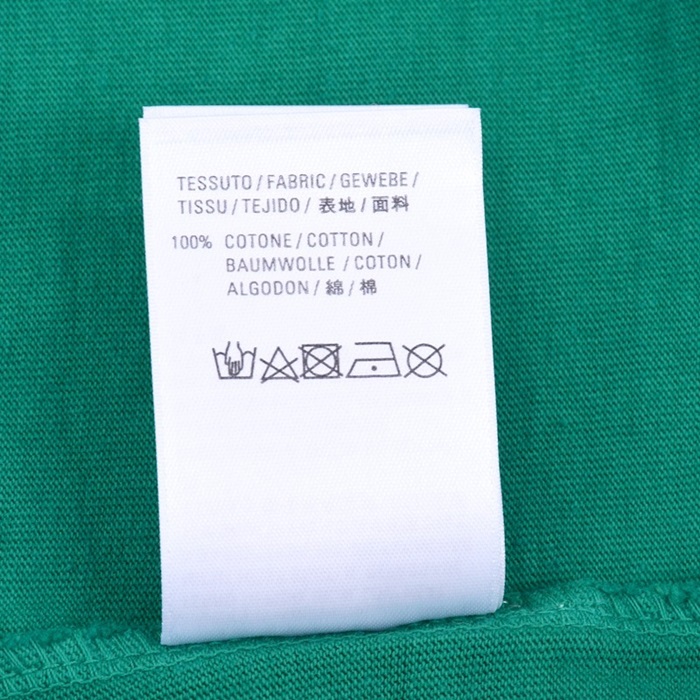 TESSUTO / FABRIC / GEWEBE /
TISSU / TEJIDO / 表地 / 面料
100% COTONE / COTTON /
BAUMWOLLE / COTON /
ALGODON / 綿 / 棉